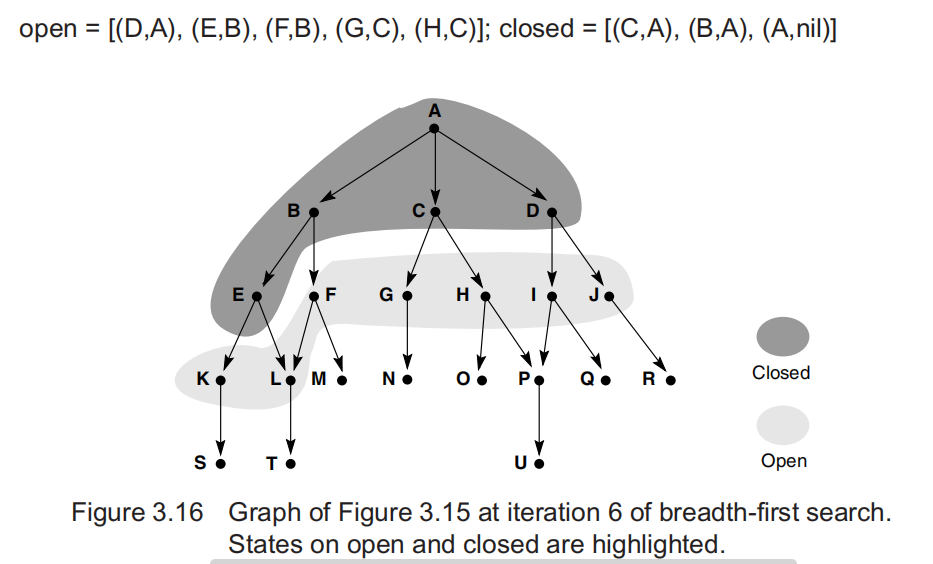 open = [(D,A), (E,B), (F,B), (G,C), (H,C)]; closed = [(C,A), (B,A), (A,nil)]
A
B C D
E F G H I J
K L M N O P Q R
Closed
S T U
Open
Figure 3.16 Graph of Figure 3.15 at iteration 6 of breadth-first search.
States on open and closed are highlighted.